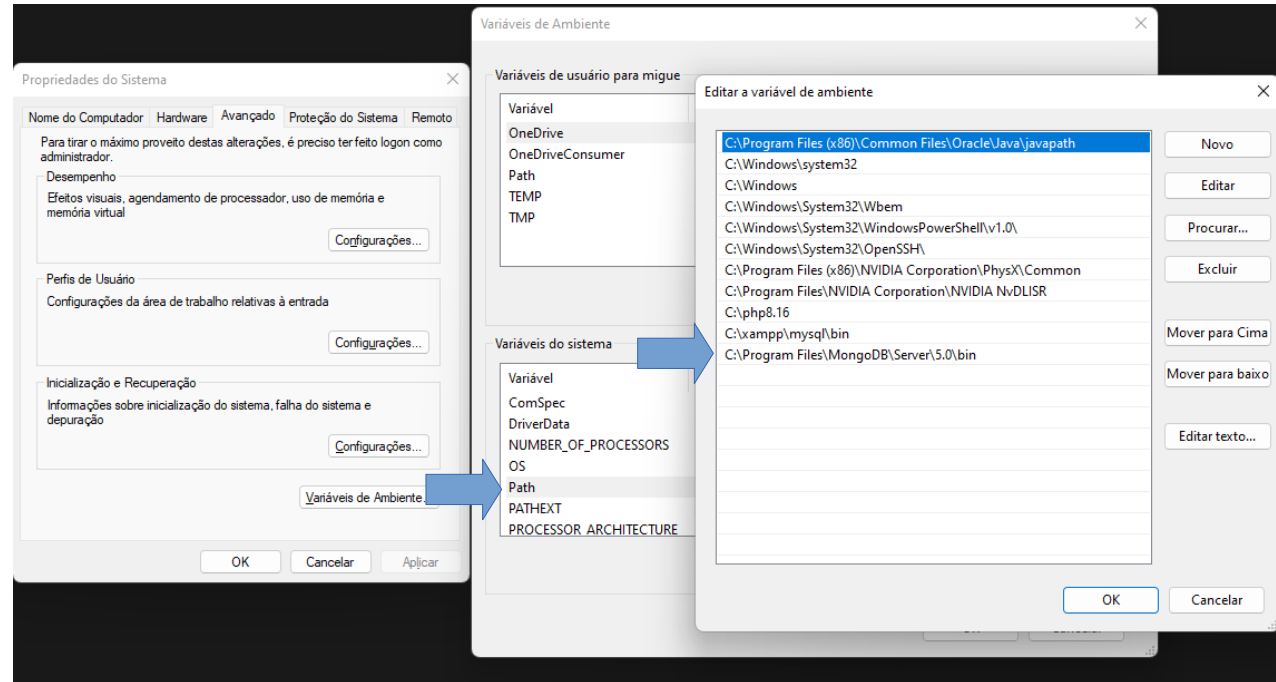 Propriedades do Sistema
Nome do Computador
Hardware
Avançado
Proteção do Sistema
Remoto
Para tirar o máximo proveito destas alterações, é preciso ter feito logon como
administrador.
Desempenho
Efeitos visuais, agendamento de processador, uso de memória e
memória virtual
Configurações...
Perfis de Usuário
Configurações da área de trabalho relativas à entrada
Configurações...
Inicialização e Recuperação
Informações sobre inicialização do sistema, falha do sistema e
depuração
Configurações...
Variáveis de Ambiente.
OK
Cancelar
Aplicar
Variáveis de Ambiente
Variáveis de usuário para migue
Variável
OneDrive
OneDriveConsumer
Path
TEMP
TMP
Variáveis do sistema
Variável
ComSpec
DriverData
NUMBER_OF_PROCESSORS
OS
Path
PATHEXT
PROCESSOR_ARCHITECTURE
Editar a variável de ambiente
C:\Program Files (x86)\Common Files\Oracle\Java\javapath
C:\Windows\system32
C:\Windows
C:\Windows\System32\Wbem
C:\Windows\System32\WindowsPowerShell\v1.0\
C:\Windows\System32\OpenSSH\
C:\Program Files (x86)\NVIDIA Corporation\PhysX\Common
C:\Program Files\NVIDIA Corporation\NVIDIA NvDLISR
C:\php8.16
C:\xampp\mysql\bin
C:\Program Files\MongoDB\Server\5.0\bin
Novo
Editar
Procurar...
Excluir
Mover para Cima
Mover para baixo
Editar texto...
OK
Cancelar